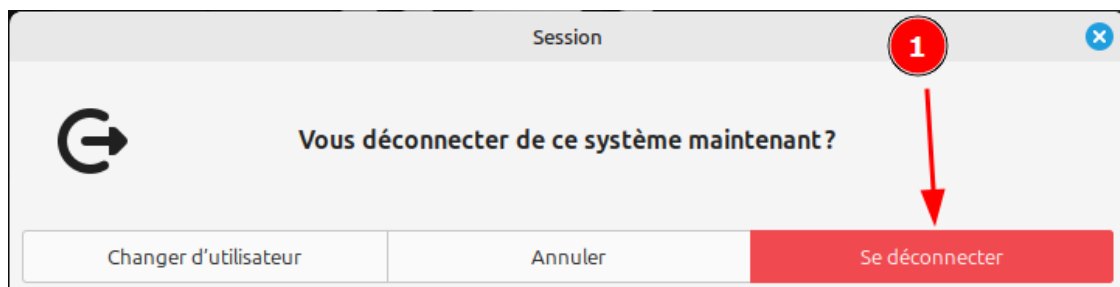 Session
1
Vous déconnecter de ce système maintenant ?
Changer d’utilisateur
Annuler
Se déconnecter